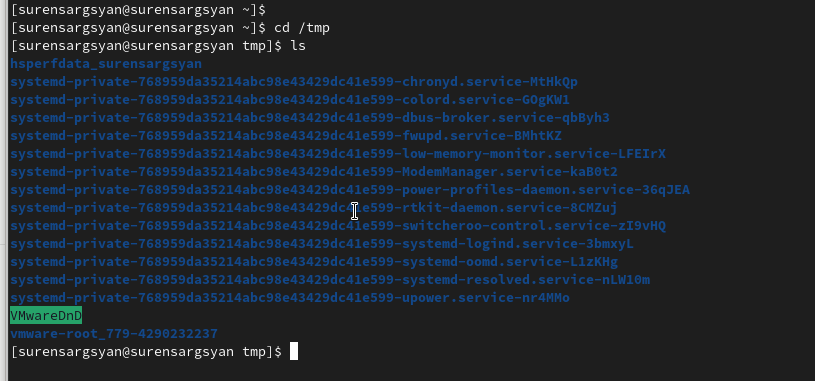 [surensargsyan@surensargsyan ~]$
[surensargsyan@surensargsyan ~]$ cd /tmp
[surensargsyan@surensargsyan tmp]$ ls
hsperfdata_surensargsyan
systemd-private-768959da35214abc98e43429dc41e599-chronyd.service-MtHkQp
systemd-private-768959da35214abc98e43429dc41e599-colord.service-GOgKW1
systemd-private-768959da35214abc98e43429dc41e599-dbus-broker.service-qbByh3
systemd-private-768959da35214abc98e43429dc41e599-fwupd.service-BMhtKZ
systemd-private-768959da35214abc98e43429dc41e599-low-memory-monitor.service-LFEIrX
systemd-private-768959da35214abc98e43429dc41e599-ModemManager.service-kaB0t2
systemd-private-768959da35214abc98e43429dc41e599-power-profiles-daemon.service-36qJEA
systemd-private-768959da35214abc98e43429dc41e599-rtkit-daemon.service-8CMZuj
systemd-private-768959da35214abc98e43429dc41e599-switcheroo-control.service-zI9vHQ
systemd-private-768959da35214abc98e43429dc41e599-systemd-logind.service-3bmxyL
systemd-private-768959da35214abc98e43429dc41e599-systemd-oomd.service-L1zKHg
systemd-private-768959da35214abc98e43429dc41e599-systemd-resolved.service-nLW10m
systemd-private-768959da35214abc98e43429dc41e599-upower.service-nr4MMo
VMwareDnD
vmware-root_779-4290232237
[surensargsyan@surensargsyan tmp]$